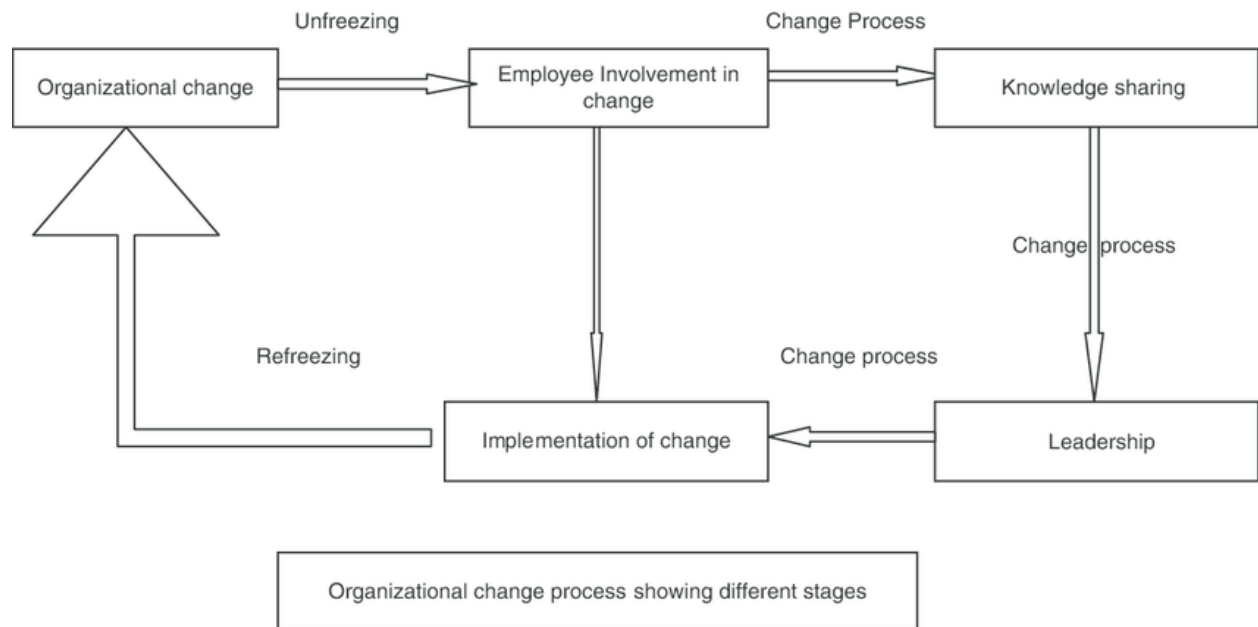 Unfreezing
Change Process
Organizational change
Employee Involvement in
change
Knowledge sharing
Change process
Refreezing
Change process
Implementation of change
Leadership
Organizational change process showing different stages